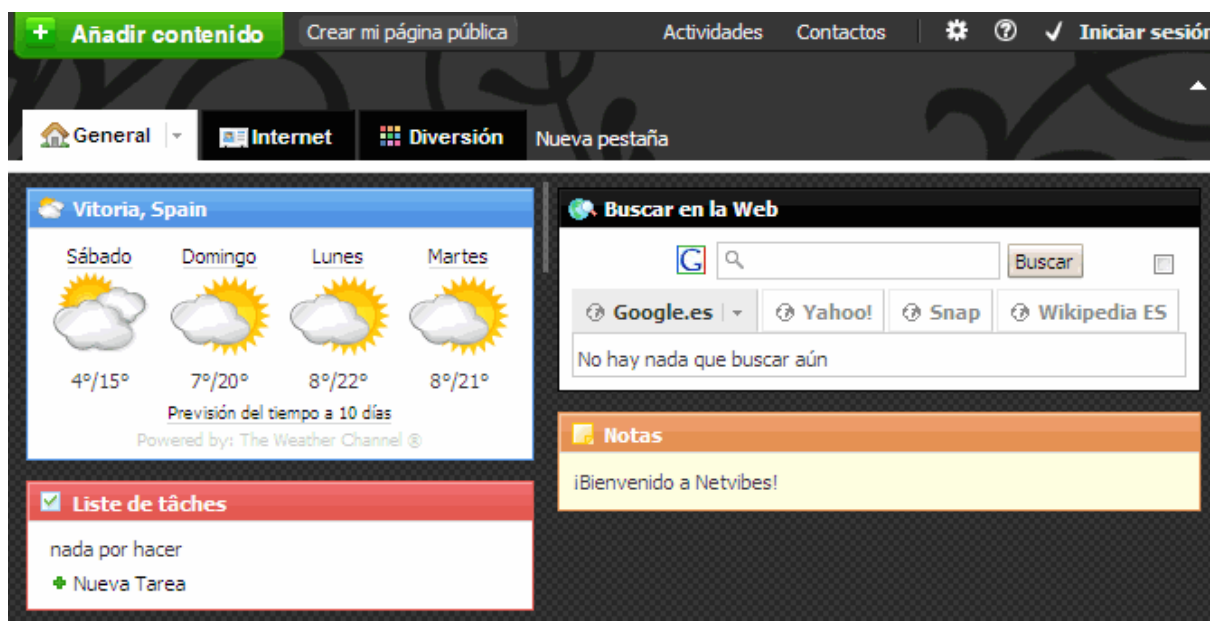 Añadir contenido
Crear mi página pública
Actividades
Contactos
Iniciar sesión
General
Internet
Diversión
Nueva pestaña
Vitoria, Spain
Sábado Domingo Lunes Martes
4°/15° 7°/20° 8°/22° 8°/21°
Previsión del tiempo a 10 días
Powered by: The Weather Channel ®
Liste de tâches
nada por hacer
Nueva Tarea
Buscar en la Web
G
Buscar
Google.es Yahoo! Snap Wikipedia ES
No hay nada que buscar aún
Notas
¡Bienvenido a Netvibes!